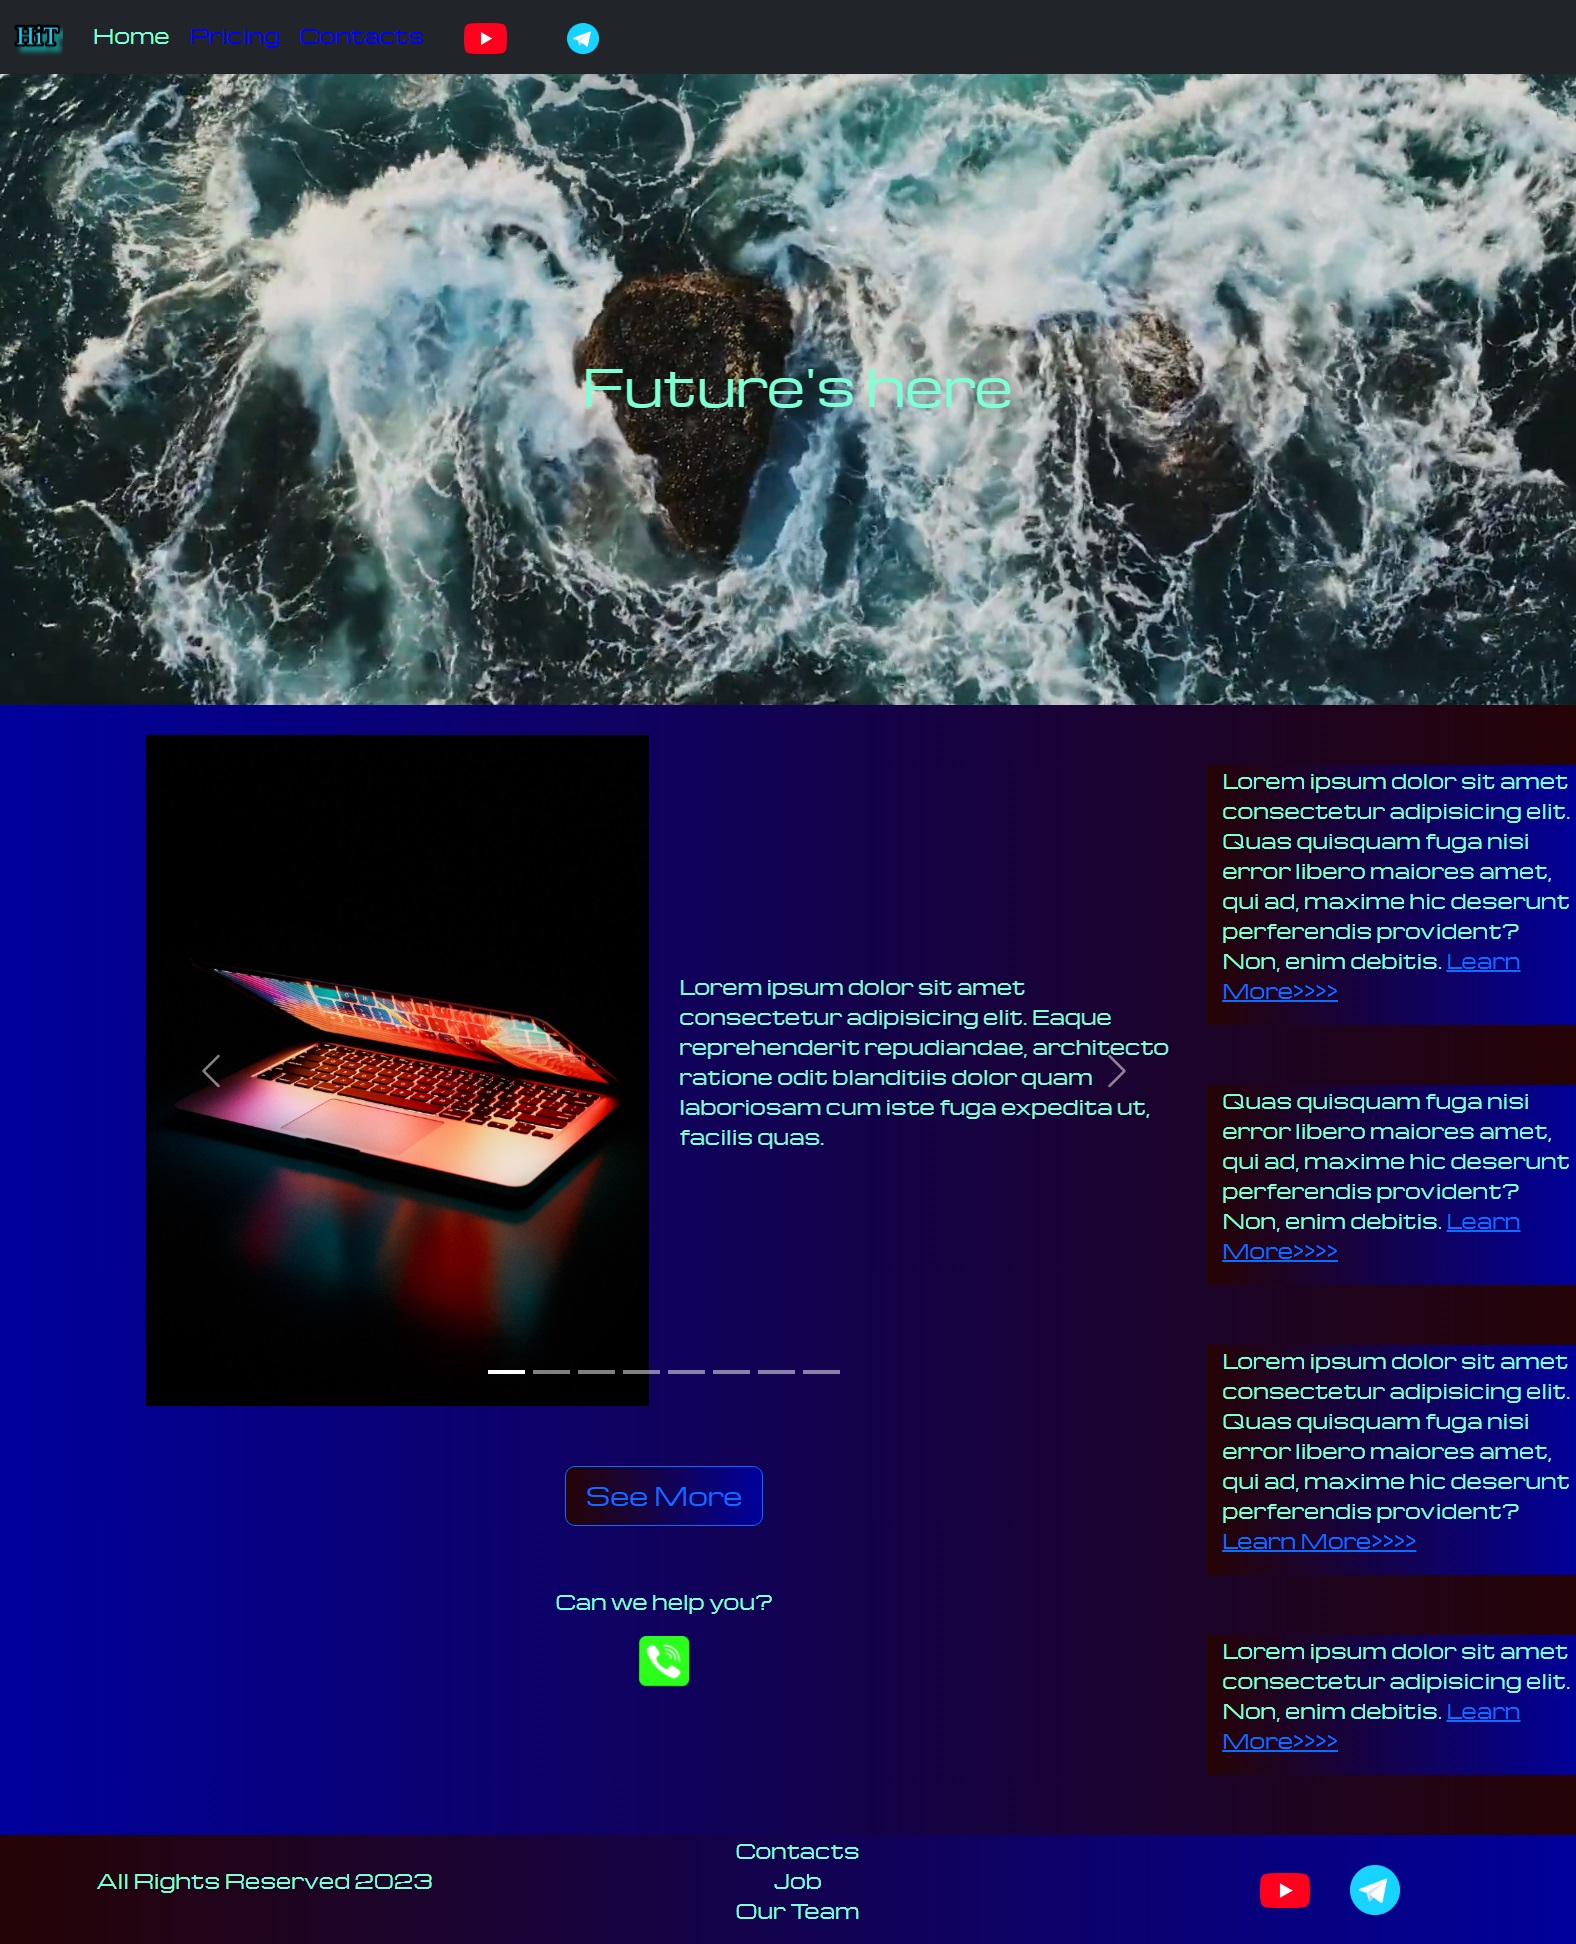 HiT Home Pricing Contacts
Future's here
Lorem ipsum dolor sit amet
consectetur adipisicing elit. Eaque
reprehenderit repudiandae, architecto
ratione odit blanditiis dolor quam
laboriosam cum iste fuga expedita ut,
facilis quas.
See More
Can we help you?
Lorem ipsum dolor sit amet
consectetur adipisicing elit.
Quas quisquam fuga nisi
error libero maiores amet,
qui ad, maxime hic deserunt
perferendis provident?
Non, enim debitis. Learn
More>>>>
Quas quisquam fuga nisi
error libero maiores amet,
qui ad, maxime hic deserunt
perferendis provident?
Non, enim debitis. Learn
More>>>>
Lorem ipsum dolor sit amet
consectetur adipisicing elit.
Quas quisquam fuga nisi
error libero maiores amet,
qui ad, maxime hic deserunt
perferendis provident?
Learn More>>>>
Lorem ipsum dolor sit amet
consectetur adipisicing elit.
Non, enim debitis. Learn
More>>>>
All Rights Reserved 2023
Contacts
Job
Our Team